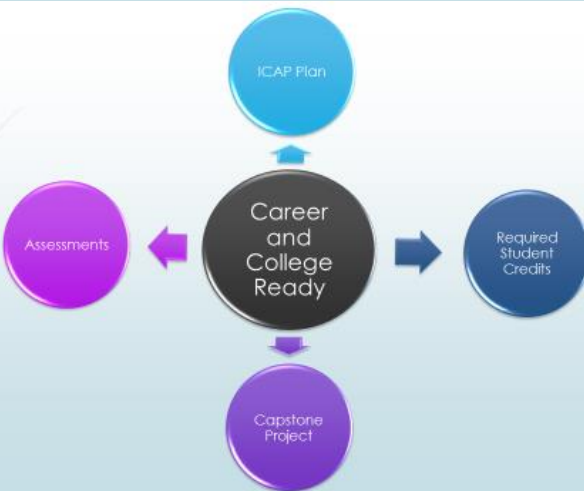 ICAP Plan
Assessments
Career
and
College
Ready
Required
Student
Credits
Capstone
Project